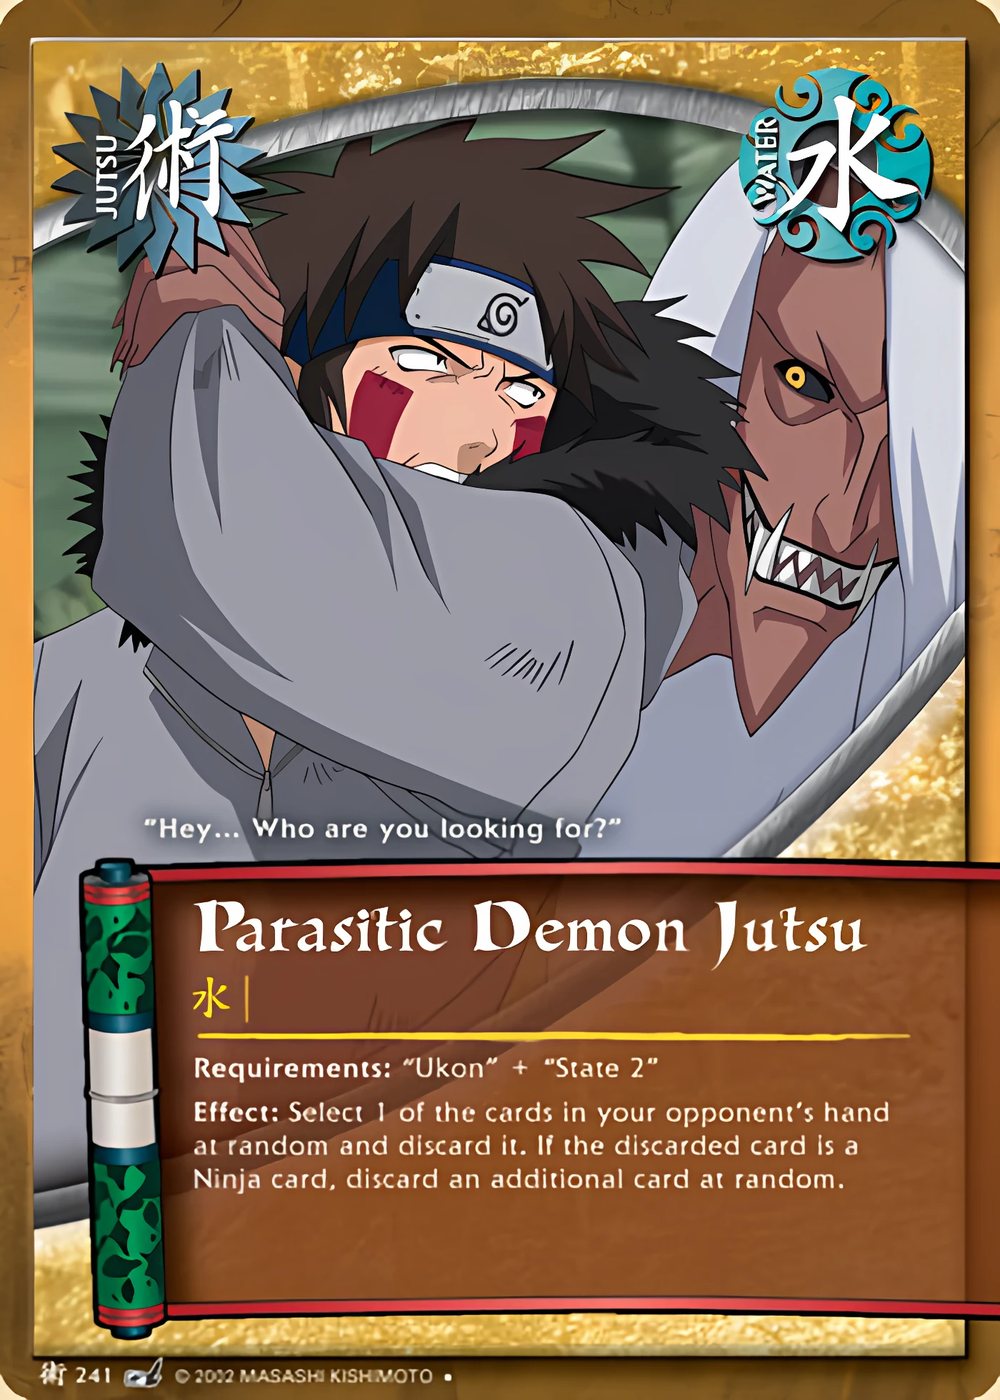 JUTSU 術
WATER 水
"Hey... Who are you looking for?"
Parasitic Demon Jutsu
水
Requirements: "Ukon" + "State 2"
Effect: Select 1 of the cards in your opponent's hand
at random and discard it. If the discarded card is a
Ninja card, discard an additional card at random.
術 241 © 2002 MASASHI KISHIMOTO